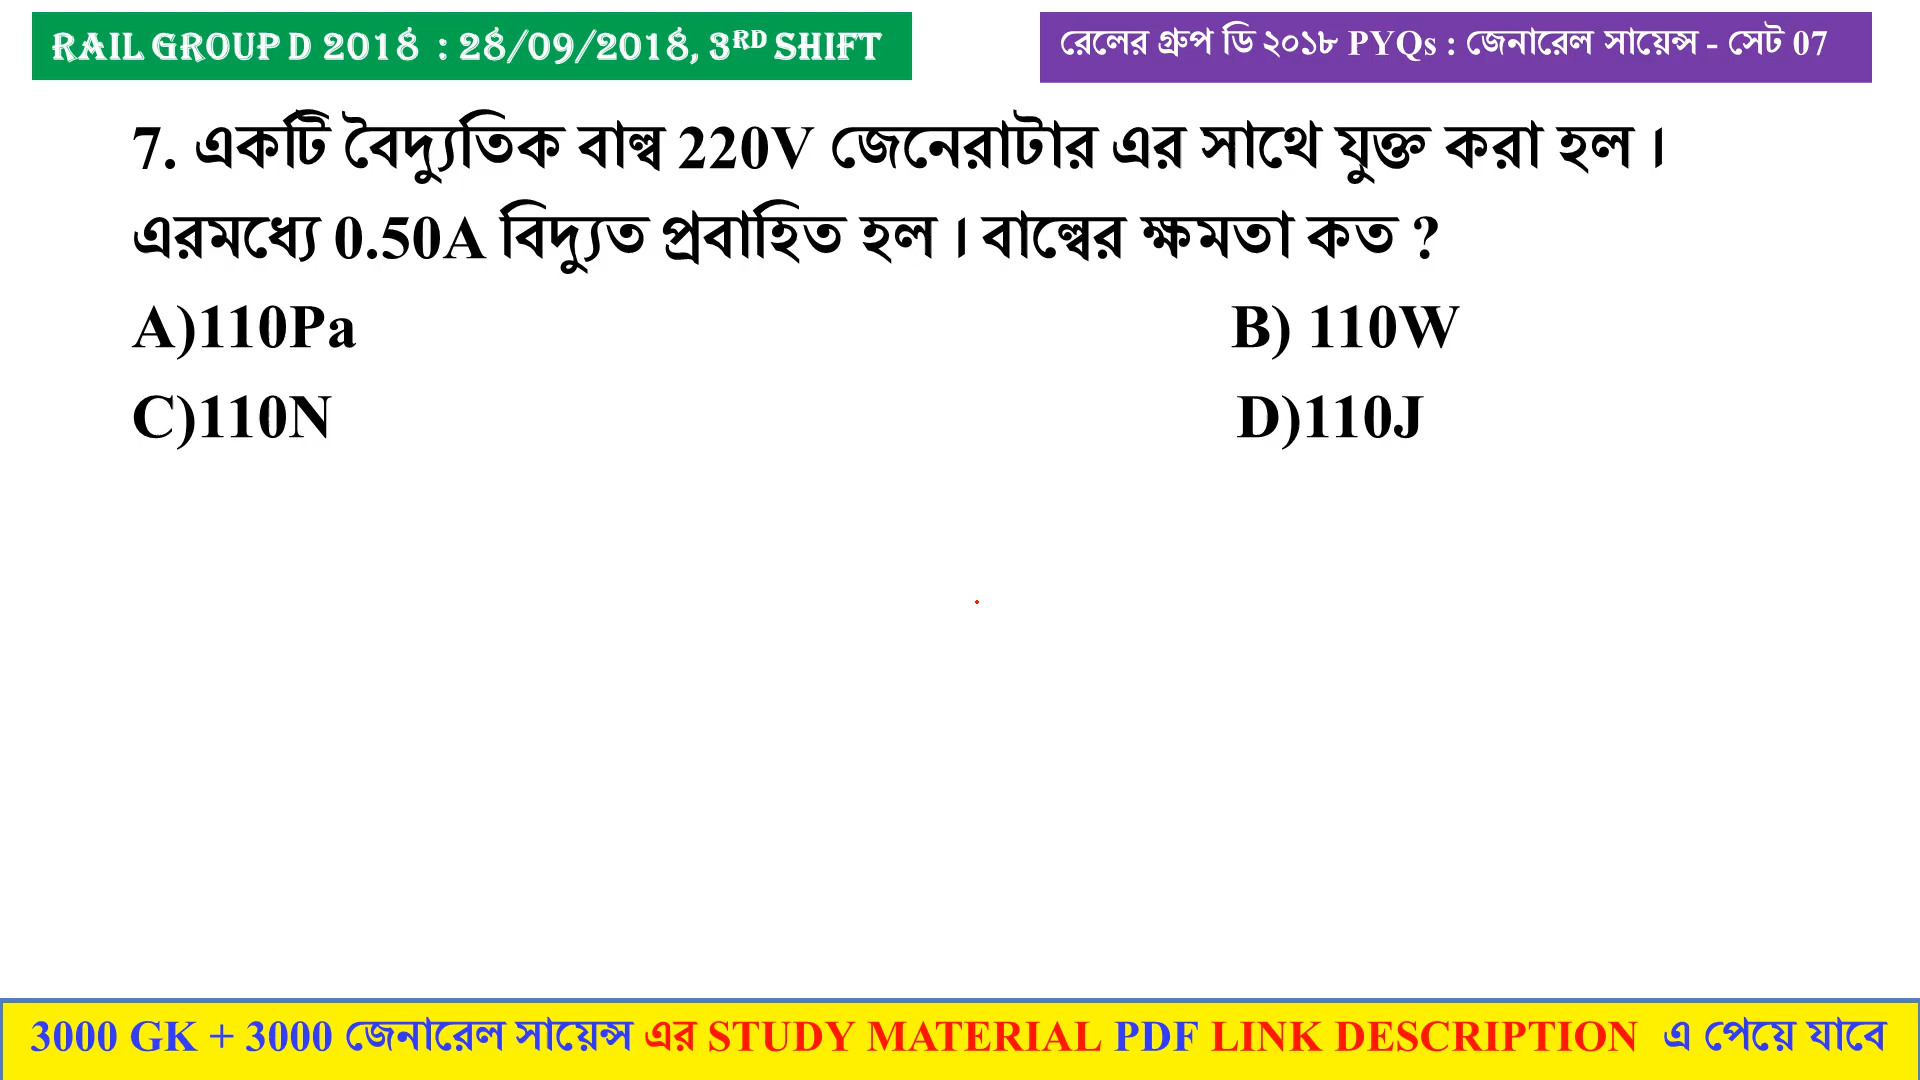 RAIL GROUP D 2018 : 28/09/2018, 3RD SHIFT
রেলের গ্রুপ ডি ২০১৮ PYQs : জেনারেল সায়েন্স - সেট 07
7. একটি বৈদ্যুতিক বাল্ব 220V জেনেরাটার এর সাথে যুক্ত করা হল ।
এরমধ্যে 0.50A বিদ্যুত প্রবাহিত হল । বাল্বের ক্ষমতা কত ?
A)110Pa B) 110W
C)110N D)110J
3000 GK + 3000 জেনারেল সায়েন্স এর STUDY MATERIAL PDF LINK DESCRIPTION এ পেয়ে যাবে